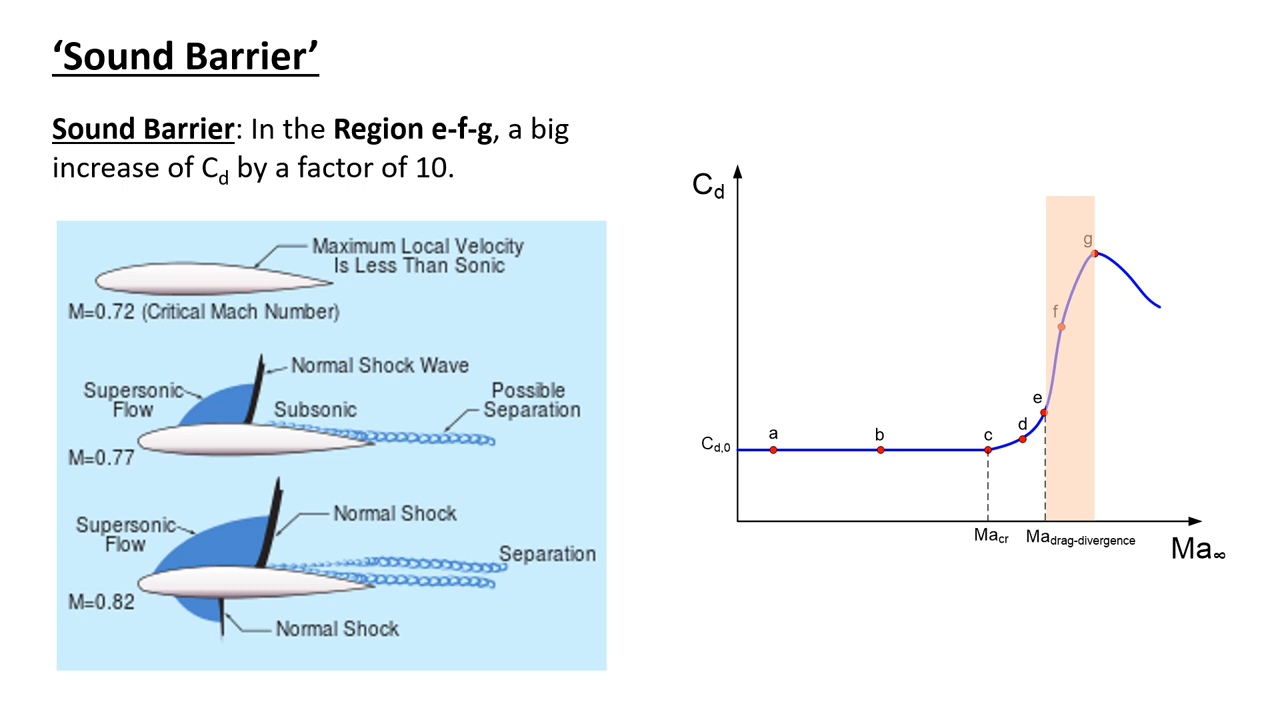 ‘Sound Barrier’
Sound Barrier: In the Region e-f-g, a big
increase of Cd by a factor of 10.
Maximum Local Velocity
Is Less Than Sonic
M=0.72 (Critical Mach Number)
Normal Shock Wave
Supersonic
Flow
Subsonic
Possible
Separation
M=0.77
Normal Shock
Supersonic
Flow
Separation
M=0.82
Normal Shock
Cd
g
f
e
d
c
b
a
Cd,0
Macr
Madrag-divergence
Ma∞